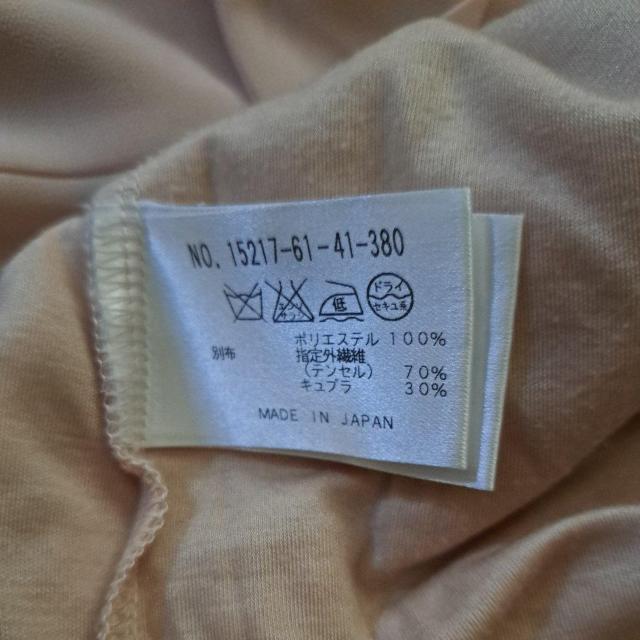 NO. 15217-61-41-380
低 ドライ
セキユ系
ポリエステル 100%
別布 指定外繊維
(テンセル) 70%
キュプラ 30%
MADE IN JAPAN